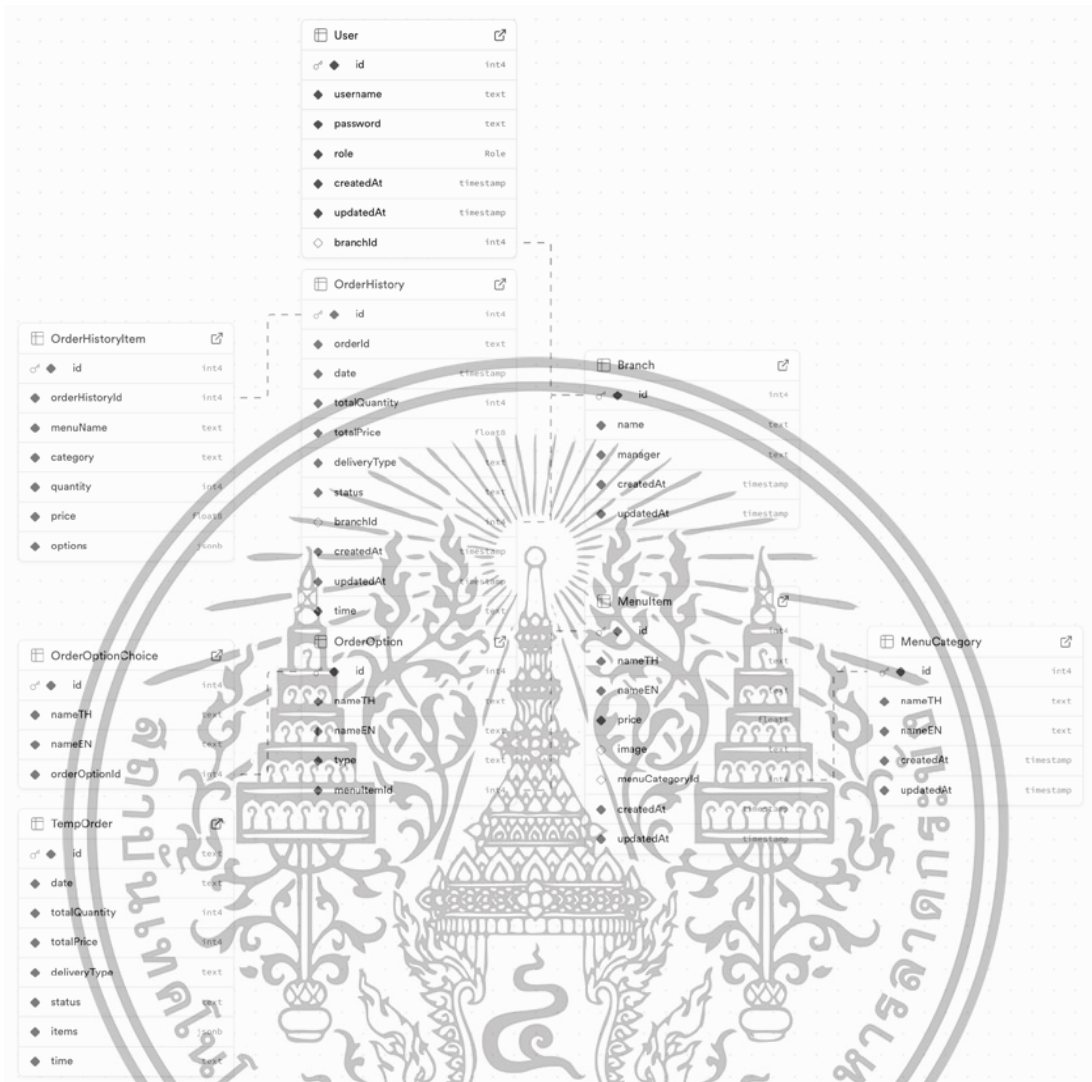 User
id int4
username text
password text
role Role
createdAt timestamp
updatedAt timestamp
branchId int4
OrderHistory
id int4
orderId text
date timestamp
totalQuantity int4
totalPrice float8
deliveryType text
status text
branchId int4
createdAt timestamp
updatedAt timestamp
time text
OrderHistoryItem
id int4
orderHistoryId int4
menuName text
category text
quantity int4
price float8
options jsonb
Branch
id int4
name text
manager text
createdAt timestamp
updatedAt timestamp
OrderOptionChoice
id int4
nameTH text
nameEN text
orderOptionId int4
OrderOption
id int4
nameTH text
nameEN text
type text
menuItemId int4
MenuItem
id int4
nameTH text
nameEN text
price float8
image text
menuCategoryId int4
createdAt timestamp
updatedAt timestamp
MenuCategory
id int4
nameTH text
nameEN text
createdAt timestamp
updatedAt timestamp
TempOrder
id text
date text
totalQuantity int4
totalPrice int4
deliveryType text
status text
items jsonb
time text